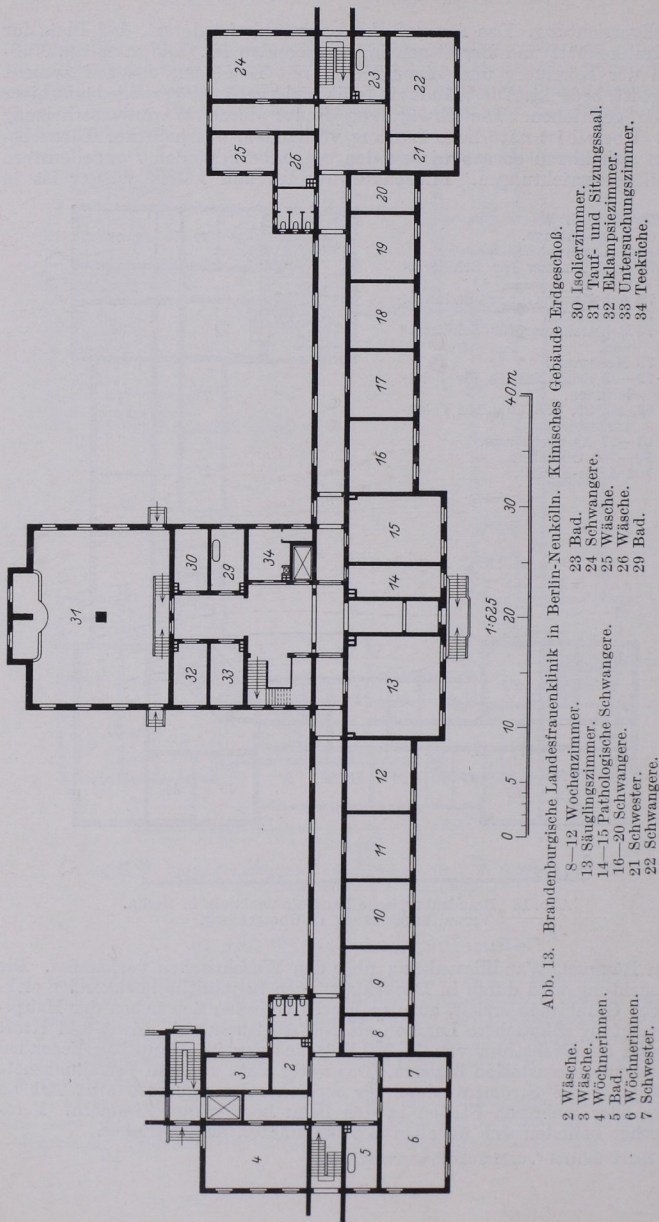 24
23
22
25
26
21
20
19
18
17
16
15
14
13
12
11
10
9
8
31
30
29
34
32
33
3
2
4
5
6
7
1:625
0 5 10 20 30 40m
Abb. 13. Brandenburgische Landesfrauenklinik in Berlin-Neukölln. Klinisches Gebäude Erdgeschoß.
2 Wäsche.
3 Wäsche.
4 Wöchnerinnen.
5 Bad.
6 Wöchnerinnen.
7 Schwester.
8—12 Wochenzimmer.
13 Säuglingszimmer.
14—15 Pathologische Schwangere.
16—20 Schwangere.
21 Schwester.
22 Schwangere.
23 Bad.
24 Schwangere.
25 Wäsche.
26 Wäsche.
29 Bad.
30 Isolierzimmer.
31 Tauf- und Sitzungssaal.
32 Eklampsiezimmer.
33 Untersuchungszimmer.
34 Teeküche.